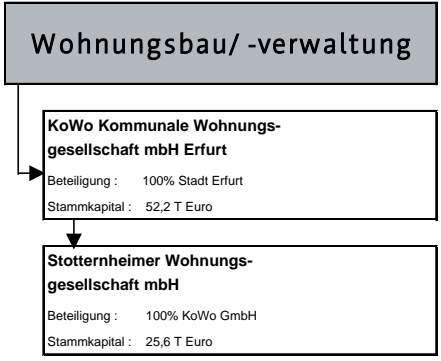 Wohnungsbau/ -verwaltung
KoWo Kommunale Wohnungs-
gesellschaft mbH Erfurt
Beteiligung : 100% Stadt Erfurt
Stammkapital : 52,2 T Euro
Stotternheimer Wohnungs-
gesellschaft mbH
Beteiligung : 100% KoWo GmbH
Stammkapital : 25,6 T Euro